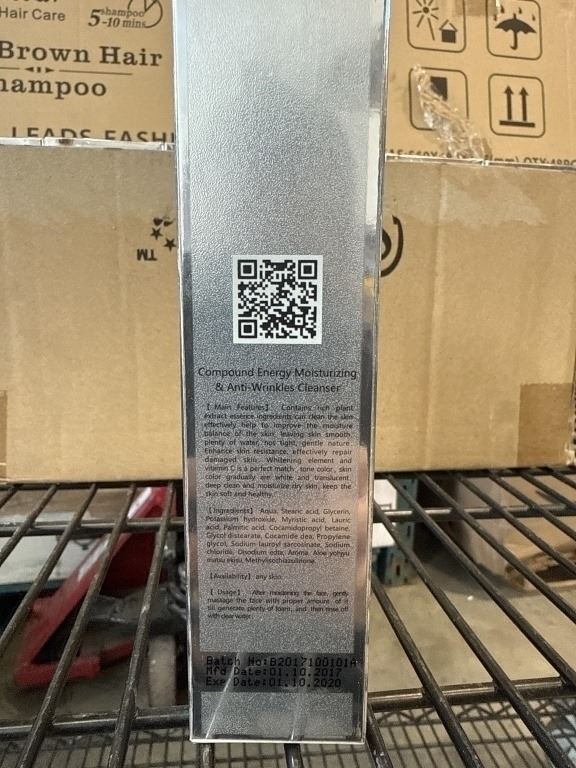 Hair Care
5 shampoo
5-10 mins
Brown Hair
hampoo
LEADS FASHI
TM
Compound Energy Moisturizing
& Anti-Wrinkles Cleanser
【Main Features】 Contains rich plant
extract essence ingredients can clean the skin
effectively help to improve the moisture
balance of the skin, leaving skin smooth,
plenty of water, not tight, gentle nature.
Enhance skin resistance, effectively repair
damaged skin. Whitening element and
vitamin C is a perfect match, tone color, skin
color gradually are white and translucent,
deep clean and moisturize dry skin, keep the
skin soft and healthy.
【Ingredients】 Aqua, Stearic acid, Glycerin,
Potassium hydroxide, Myristic acid, Lauric
acid, Palmitic acid, Cocamidopropyl betaine,
Glycol distearate, Cocamide dea, Propylene
glycol, Sodium lauroyl sarcosinate, Sodium
chloride, Disodium edta, Aroma, Aloe yohyu
matsu ekisu, Methylisothiazolinone.
【Availability】 any skin.
【Usage】 After moistening the face, gently
massage the face with proper amount of it
till generate plenty of foam, and then rinse off
with clear water.
Batch No:B2017100101A
Mfd Date:01.10.2017
Exp Date:01.10.2020